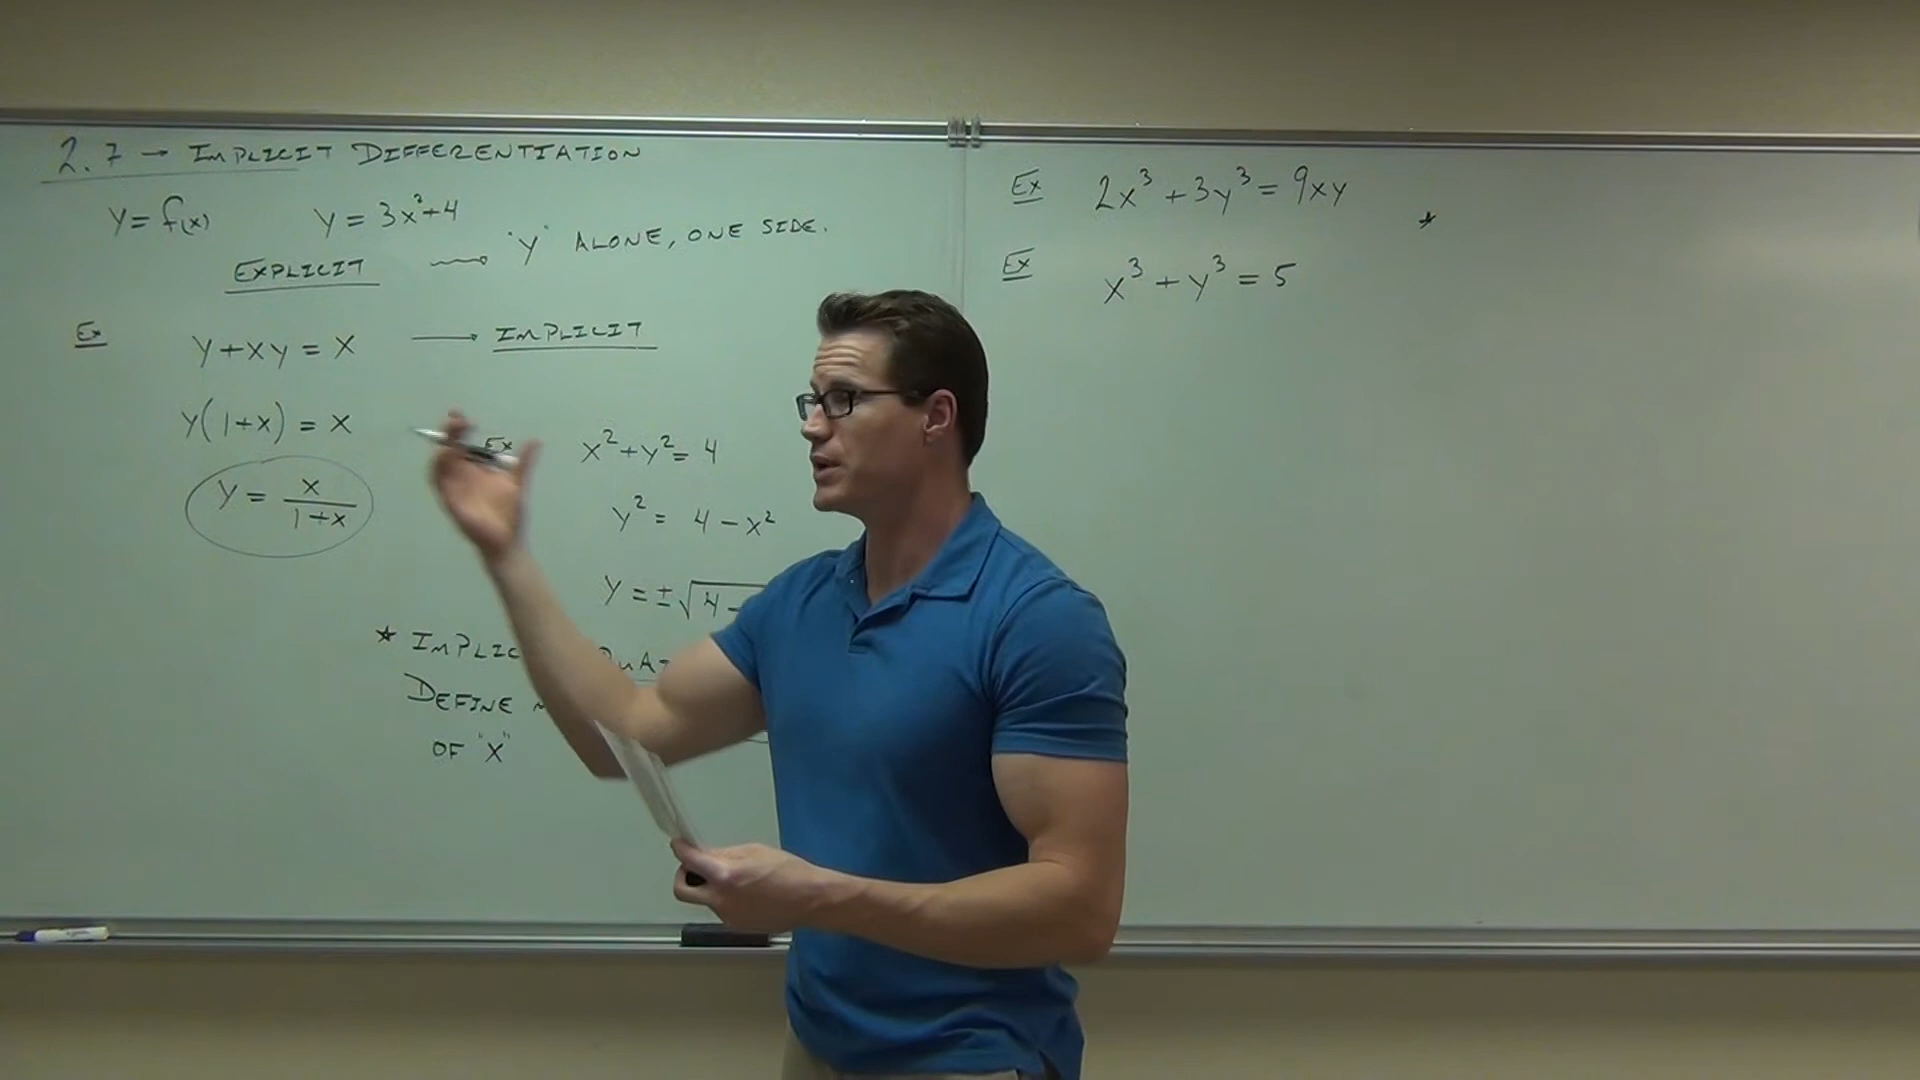 2.7 → IMPLICIT DIFFERENTIATION
y = f(x) y = 3x²+4
EXPLICIT "y" ALONE, ONE SIDE.
Ex y + xy = x → IMPLICIT
y(1+x) = x
y = x/(1+x)
Ex x² + y² = 4
y² = 4 - x²
y = ±√4 -
* IMPLIC
DEFINE
OF "X"
Ex 2x³ + 3y³ = 9xy *
Ex x³ + y³ = 5